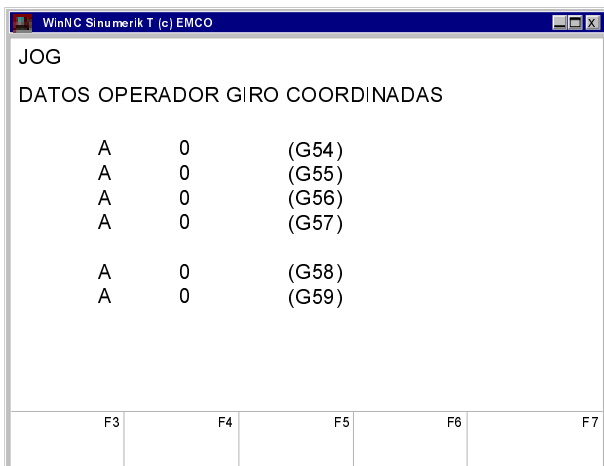 WinNC Sinumerik T (c) EMCO
JOG
DATOS OPERADOR GIRO COORDINADAS
A 0 (G54)
A 0 (G55)
A 0 (G56)
A 0 (G57)
A 0 (G58)
A 0 (G59)
F3 F4 F5 F6 F7